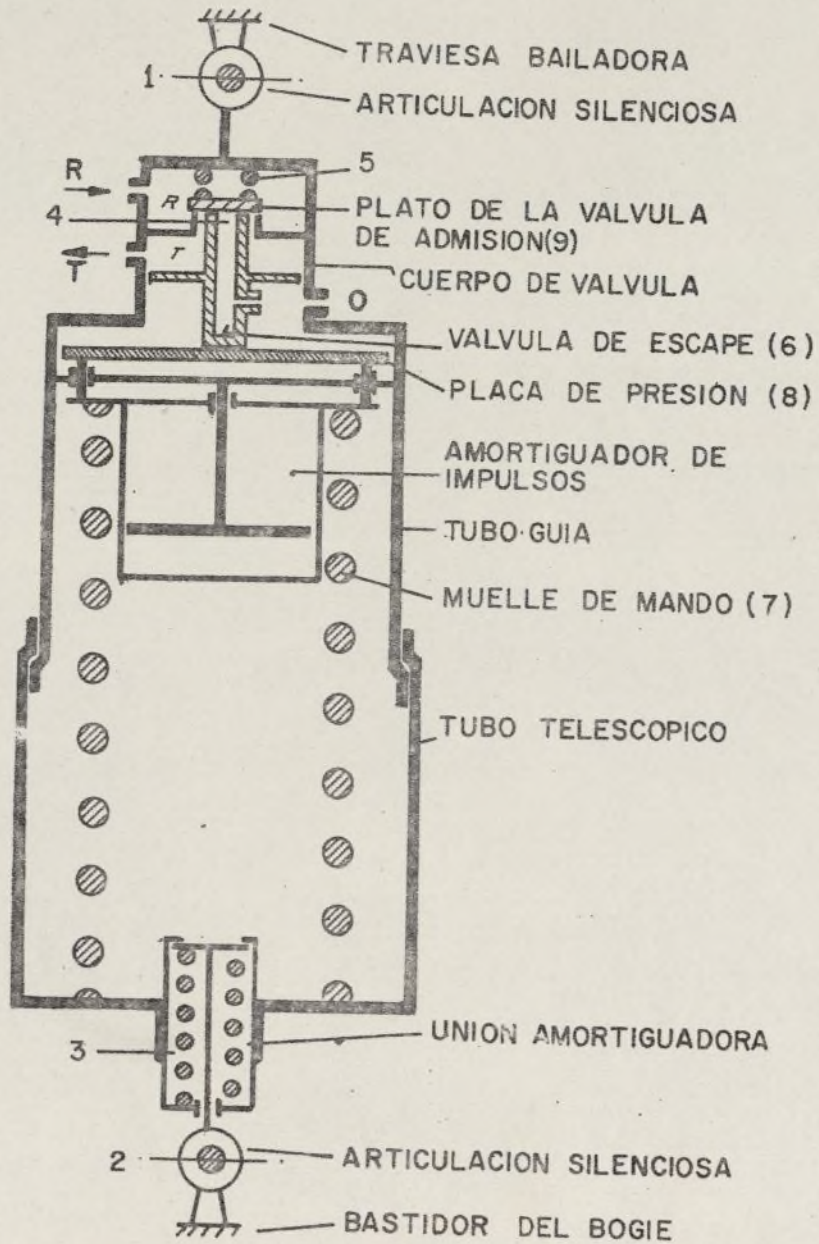 TRAVIESA BAILADORA
1
ARTICULACION SILENCIOSA
R
5
4
R
PLATO DE LA VALVULA
DE ADMISION(9)
T
T
CUERPO DE VALVULA
O
VALVULA DE ESCAPE (6)
PLACA DE PRESION (8)
AMORTIGUADOR DE
IMPULSOS
TUBO GUIA
MUELLE DE MANDO (7)
TUBO TELESCOPICO
UNION AMORTIGUADORA
3
2
ARTICULACION SILENCIOSA
BASTIDOR DEL BOGIE